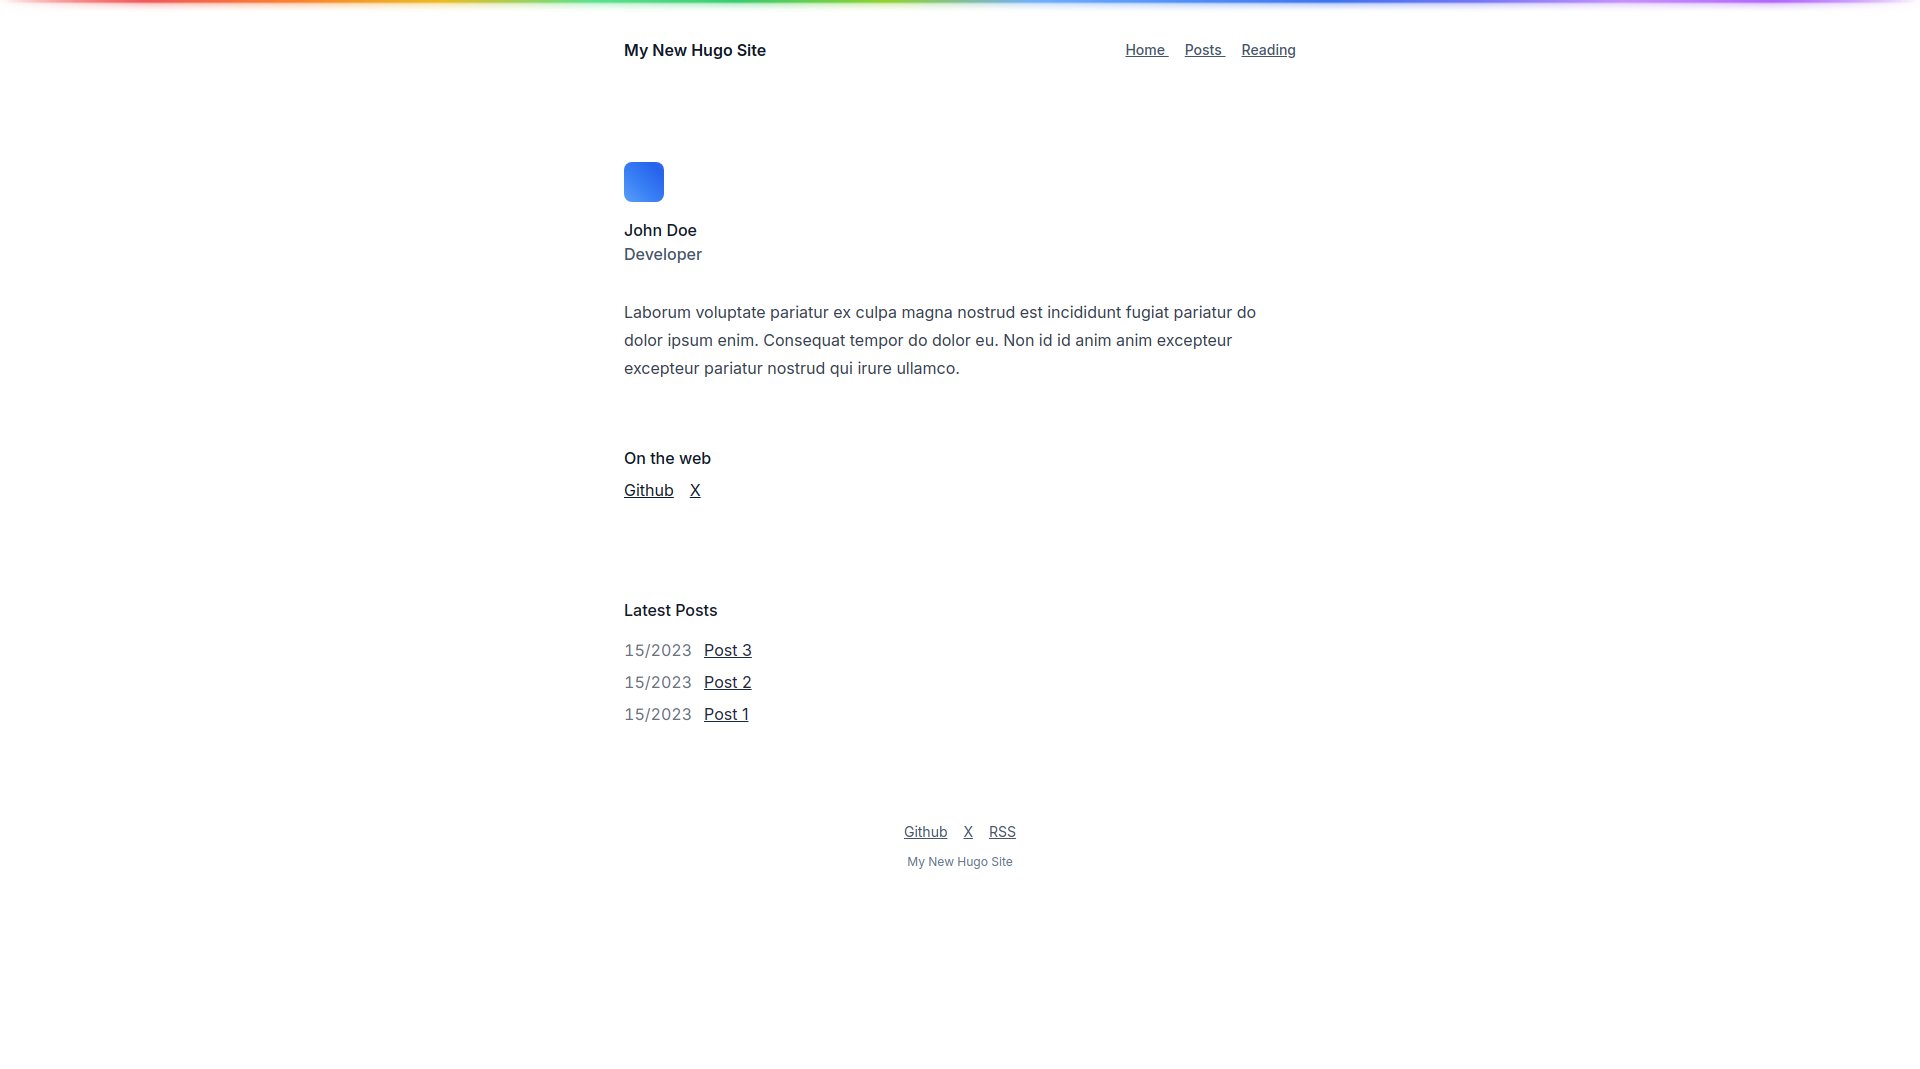 My New Hugo Site
Home Posts Reading
John Doe
Developer
Laborum voluptate pariatur ex culpa magna nostrud est incididunt fugiat pariatur do
dolor ipsum enim. Consequat tempor do dolor eu. Non id id anim anim excepteur
excepteur pariatur nostrud qui irure ullamco.
On the web
Github X
Latest Posts
15/2023 Post 3
15/2023 Post 2
15/2023 Post 1
Github X RSS
My New Hugo Site